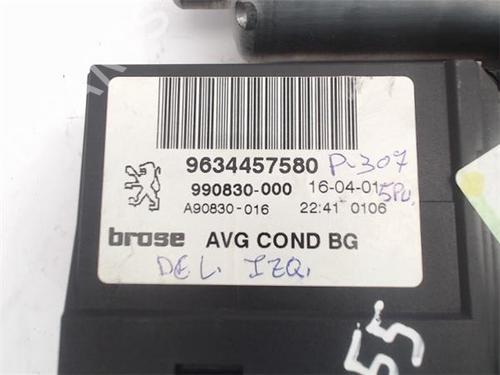 9634457580 P-307
990830-000 16-04-01 5PU.
A90830-016 22:41 0106
brose AVG COND BG
DEL. IZQ.
55